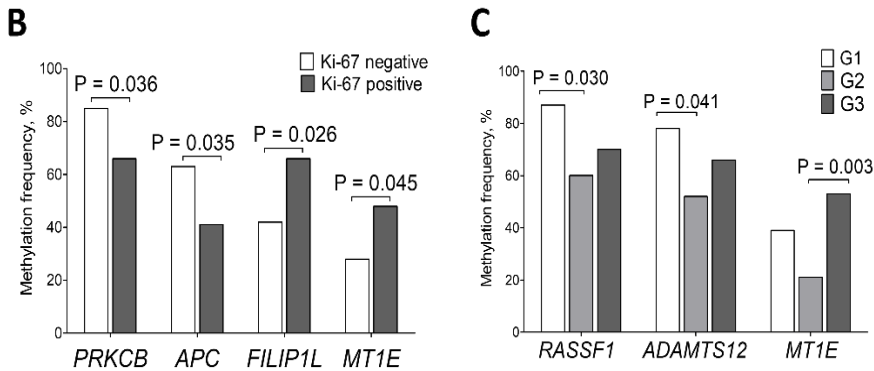 B
Ki-67 negative
Ki-67 positive
P = 0.036
P = 0.035
P = 0.026
P = 0.045
Methylation frequency, %
100
80
60
40
20
0
PRKCB
APC
FILIP1L
MT1E
C
G1
G2
G3
P = 0.030
P = 0.041
P = 0.003
Methylation frequency, %
100
80
60
40
20
0
RASSF1
ADAMTS12
MT1E